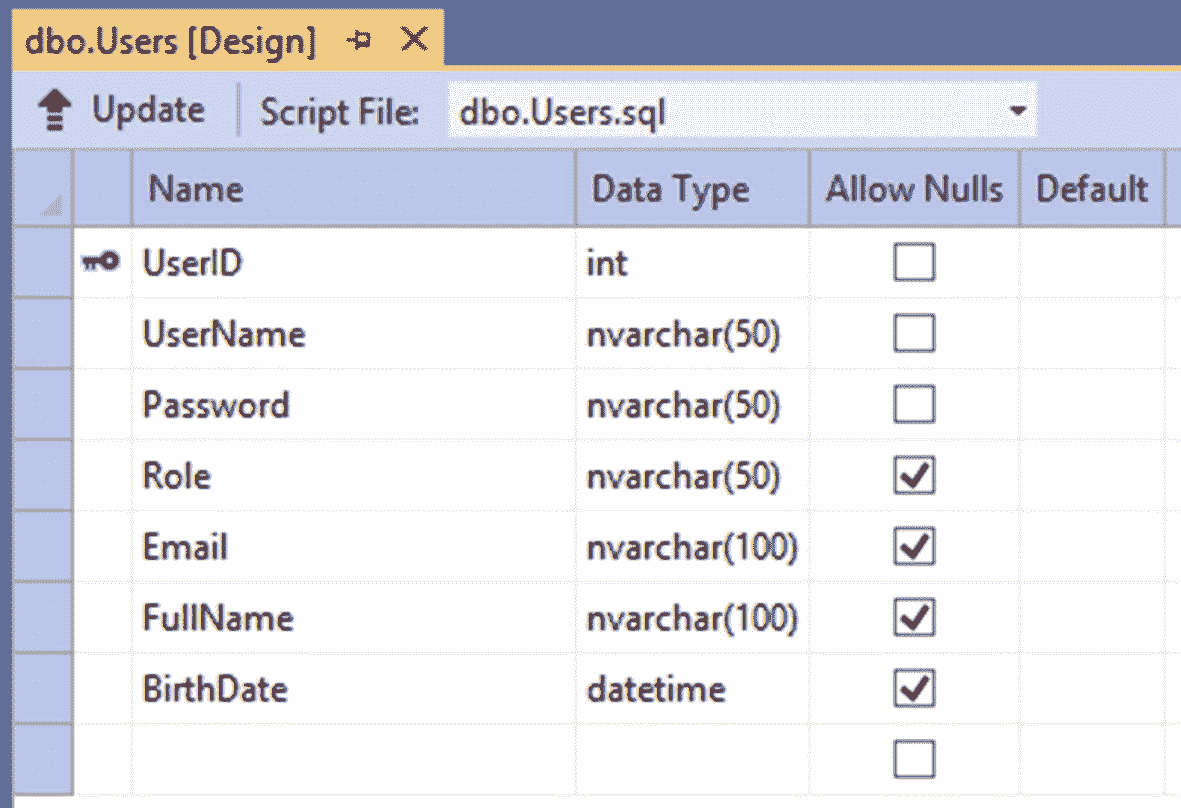 dbo.Users [Design]
Update Script File: dbo.Users.sql
Name Data Type Allow Nulls Default
UserID int
UserName nvarchar(50)
Password nvarchar(50)
Role nvarchar(50)
Email nvarchar(100)
FullName nvarchar(100)
BirthDate datetime